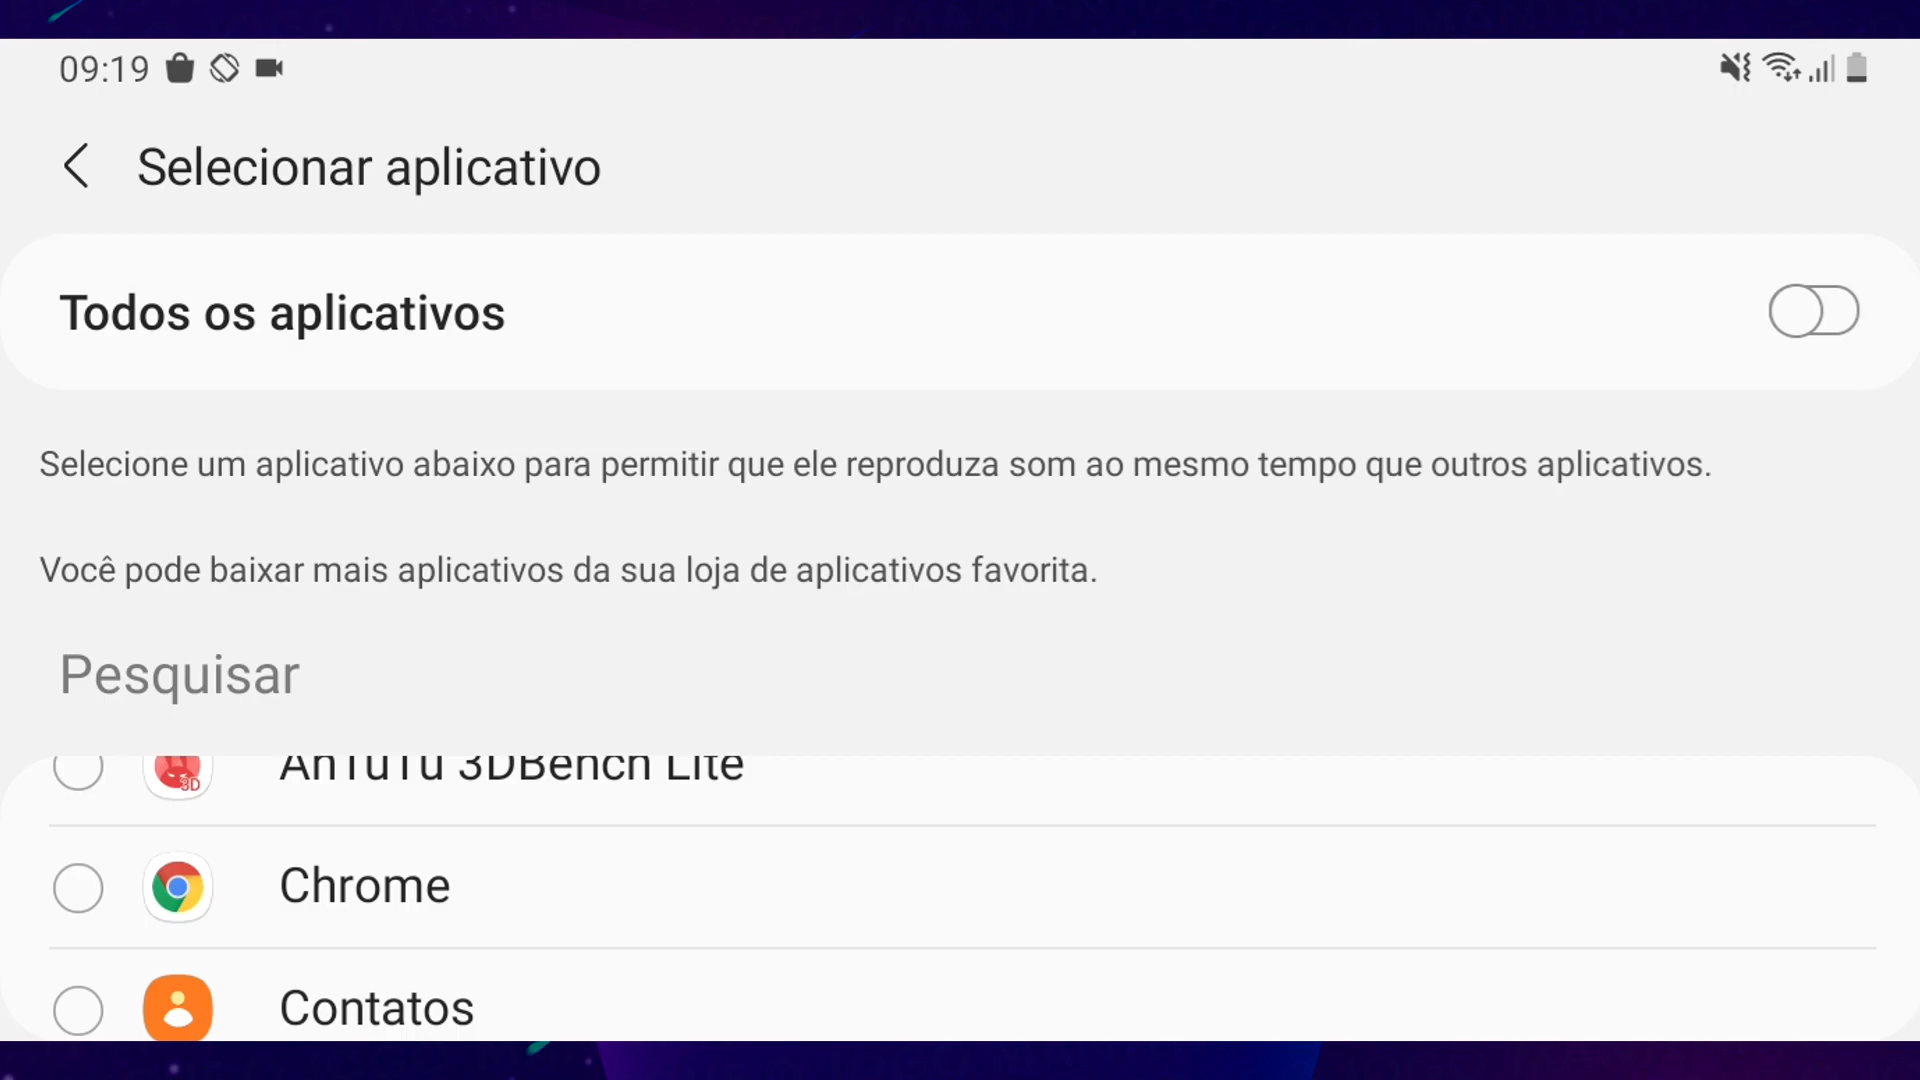 09:19
Selecionar aplicativo
Todos os aplicativos
Selecione um aplicativo abaixo para permitir que ele reproduza som ao mesmo tempo que outros aplicativos.
Você pode baixar mais aplicativos da sua loja de aplicativos favorita.
Pesquisar
3D
AnTuTu 3DBench Lite
Chrome
Contatos